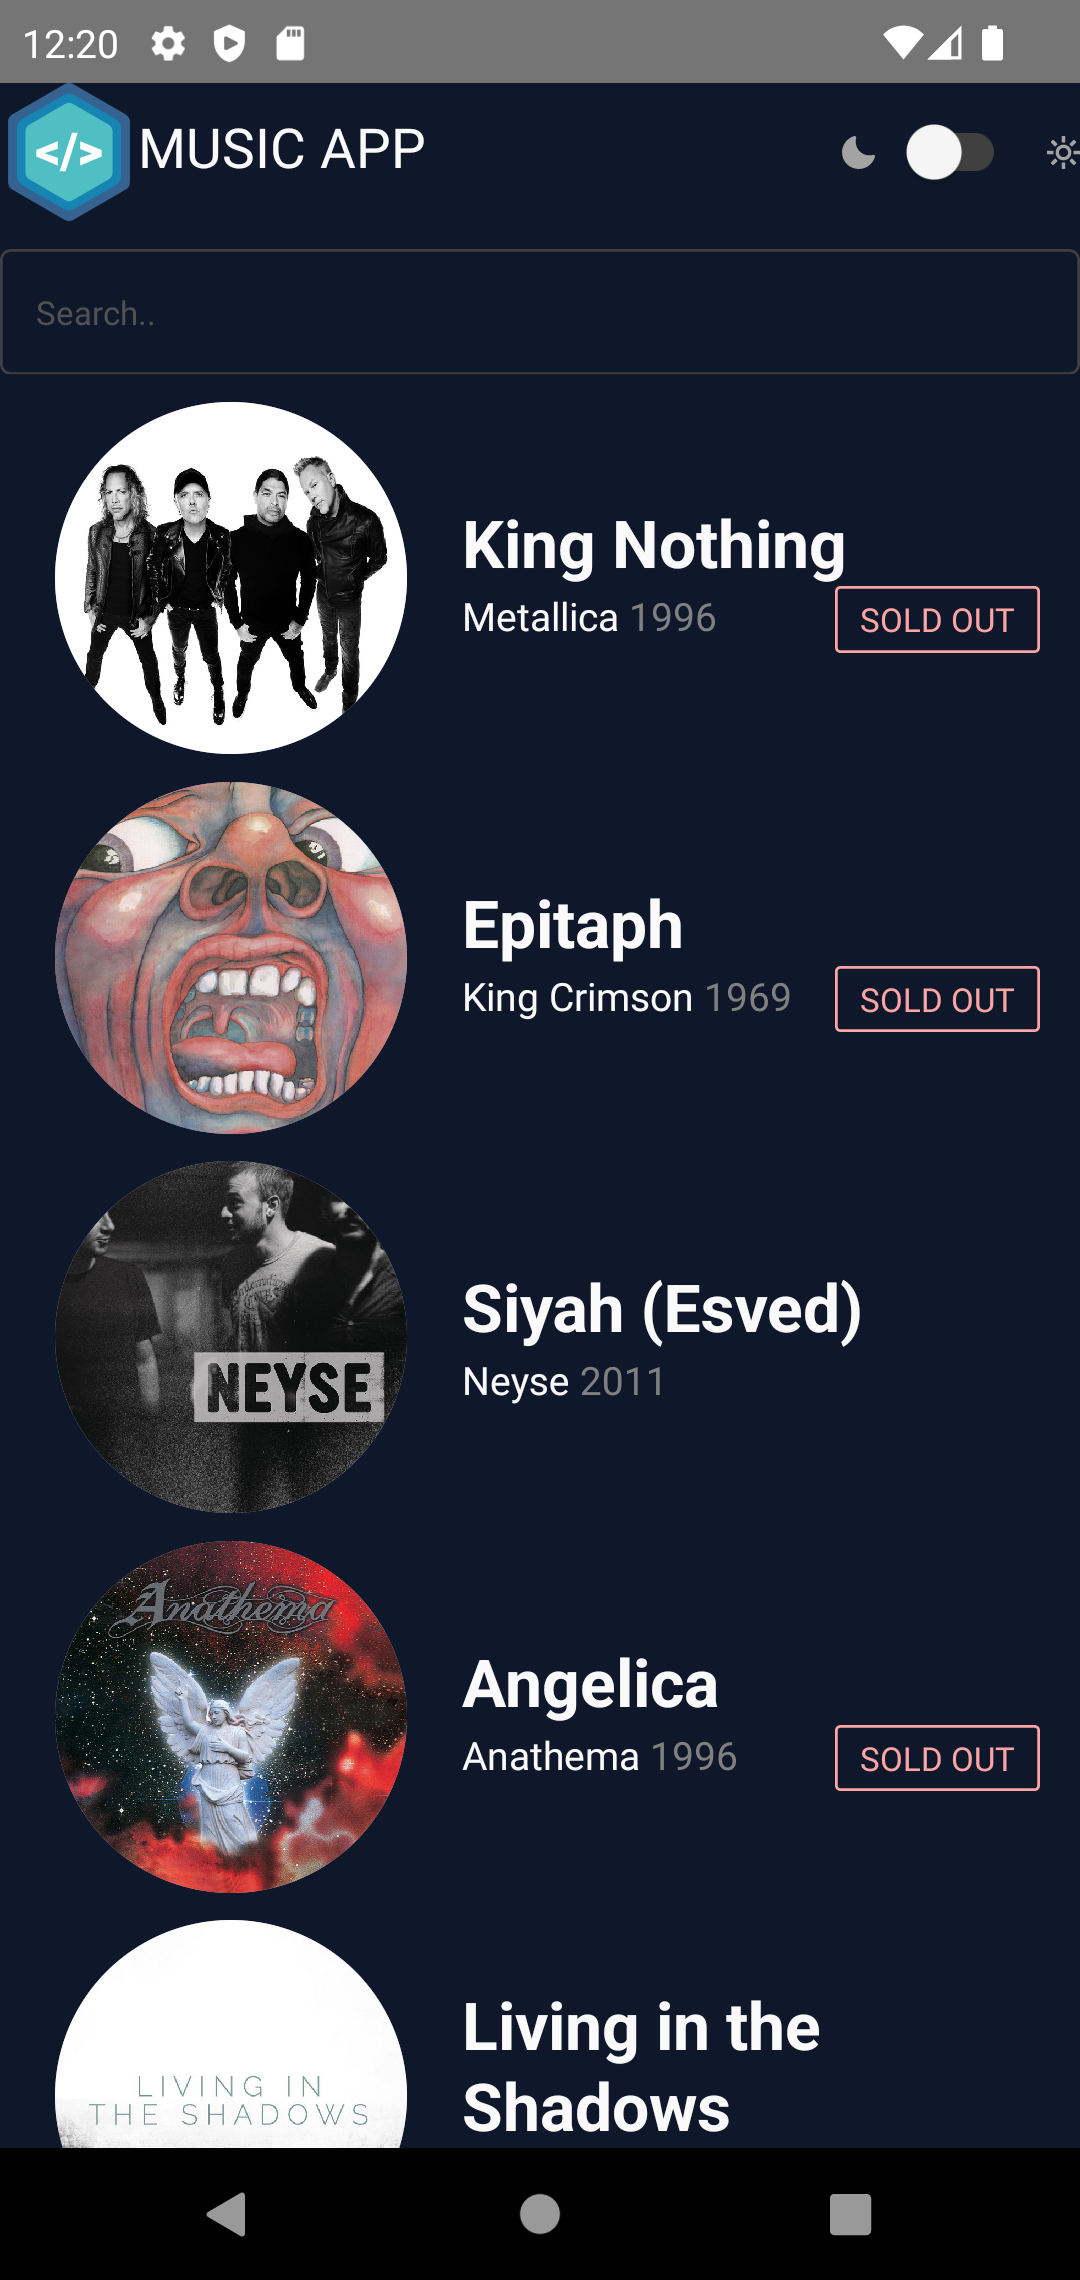 12:20
</> MUSIC APP
Search..
King Nothing
Metallica 1996
SOLD OUT
Epitaph
King Crimson 1969
SOLD OUT
NEYSE
Siyah (Esved)
Neyse 2011
Anathema
Angelica
Anathema 1996
SOLD OUT
LIVING IN
THE SHADOWS
Living in the
Shadows